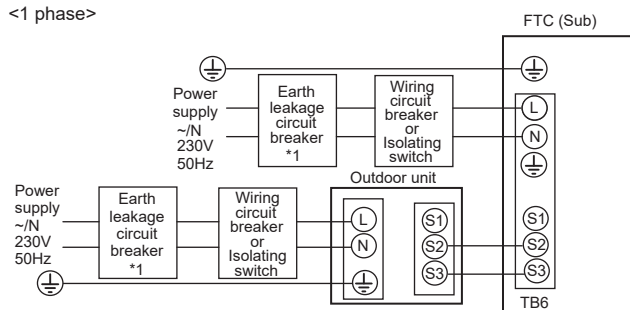 <1 phase>
FTC (Sub)
Power
supply
~/N
230V
50Hz
Earth
leakage
circuit
breaker
*1
Wiring
circuit
breaker
or
Isolating
switch
L
N
Outdoor unit
Power
supply
~/N
230V
50Hz
Earth
leakage
circuit
breaker
*1
Wiring
circuit
breaker
or
Isolating
switch
L
N
S1
S2
S3
S1
S2
S3
TB6